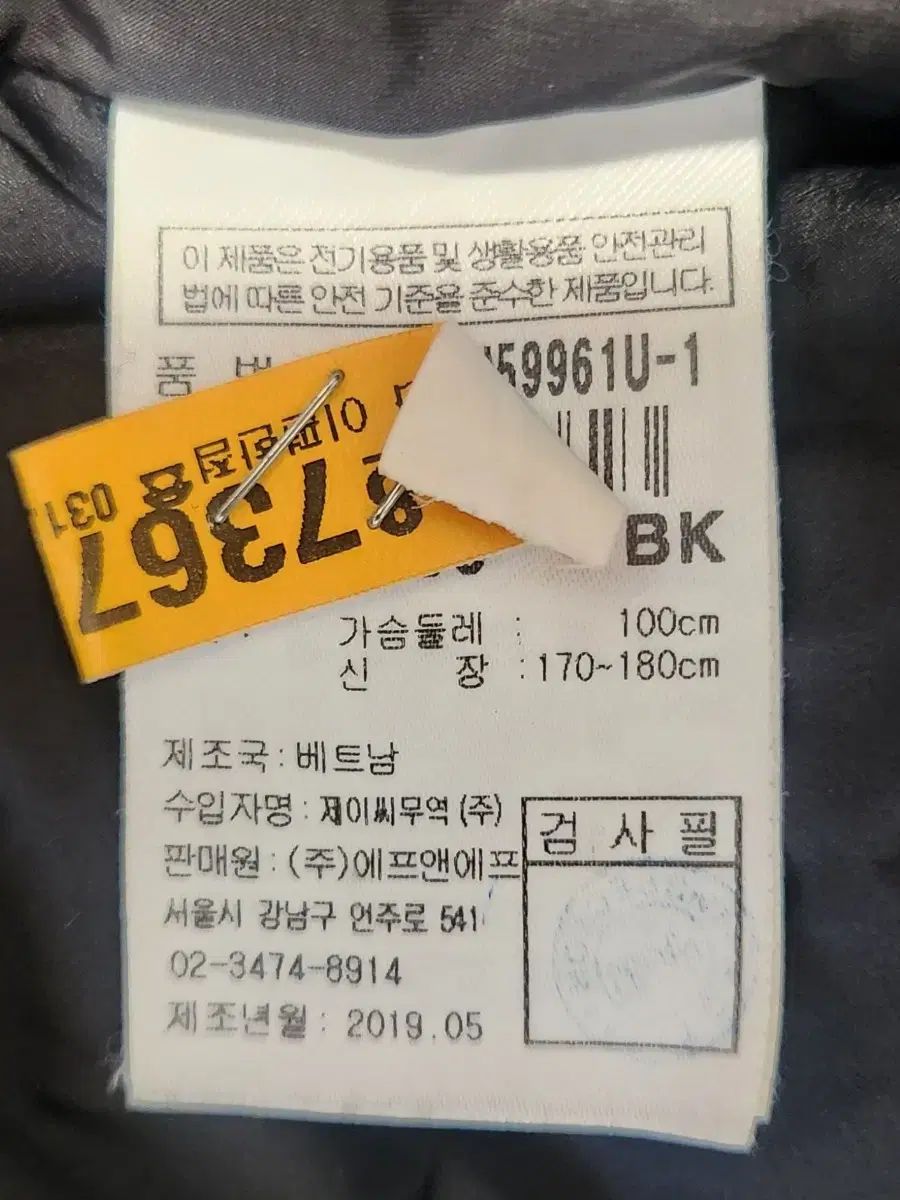 이 제품은 전기용품 및 생활용품 안전관리
법에 따른 안전 기준을 준수한 제품입니다.
품 59961U-1
BK
가슴둘레 : 100cm
신 장 : 170~180cm
제조국 : 베트남
수입자명 : 제이씨무역 (주)
판매원 : (주)에프앤에프
서울시 강남구 언주로 541
02-3474-8914
제조년월 : 2019.05
검 사 필
031
87367